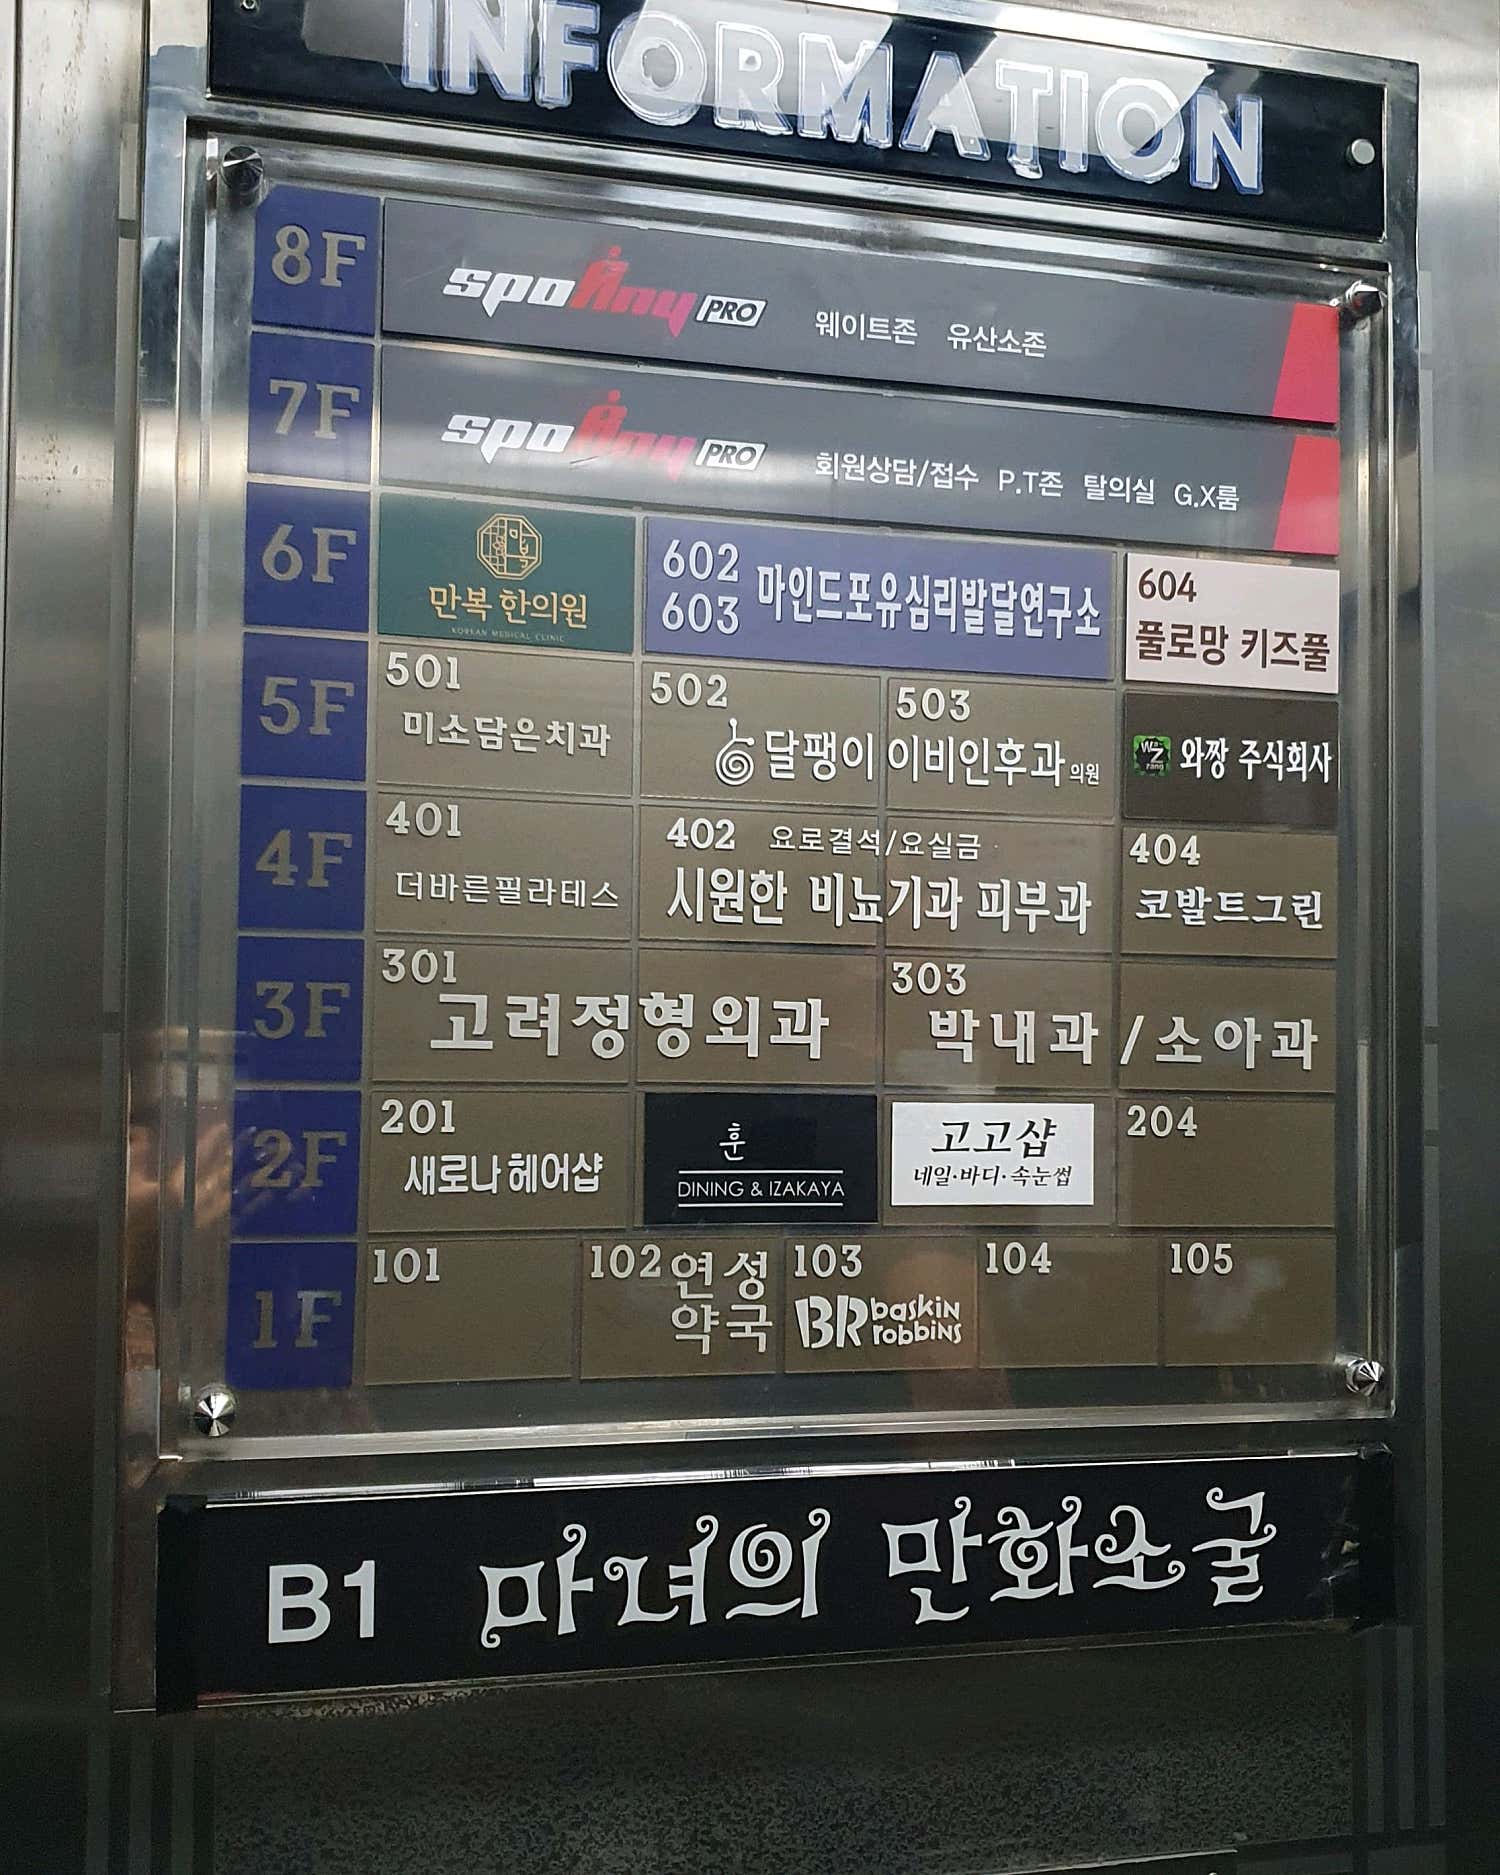 INFORMATION
8F spoAny PRO 웨이트존 유산소존
7F spoAny PRO 회원상담/접수 P.T존 탈의실 G.X룸
6F
만복
만복 한의원
KOREAN MEDICAL CLINIC
602
603
마인드포유심리발달연구소
604
풀로망 키즈풀
5F
501
미소담은치과
502 503
달팽이 이비인후과 의원
와짱 주식회사
4F
401
더바른필라테스
402 요로결석/요실금
시원한 비뇨기과 피부과
404
코발트그린
3F
301
고려정형외과
303
박내과 / 소아과
2F
201
새로나 헤어샵
훈
DINING & IZAKAYA
고고샵
네일·바디·속눈썹
204
1F
101
102 연성
약국
103
BR baskin
robbins
104
105
B1 마녀의 만화소굴